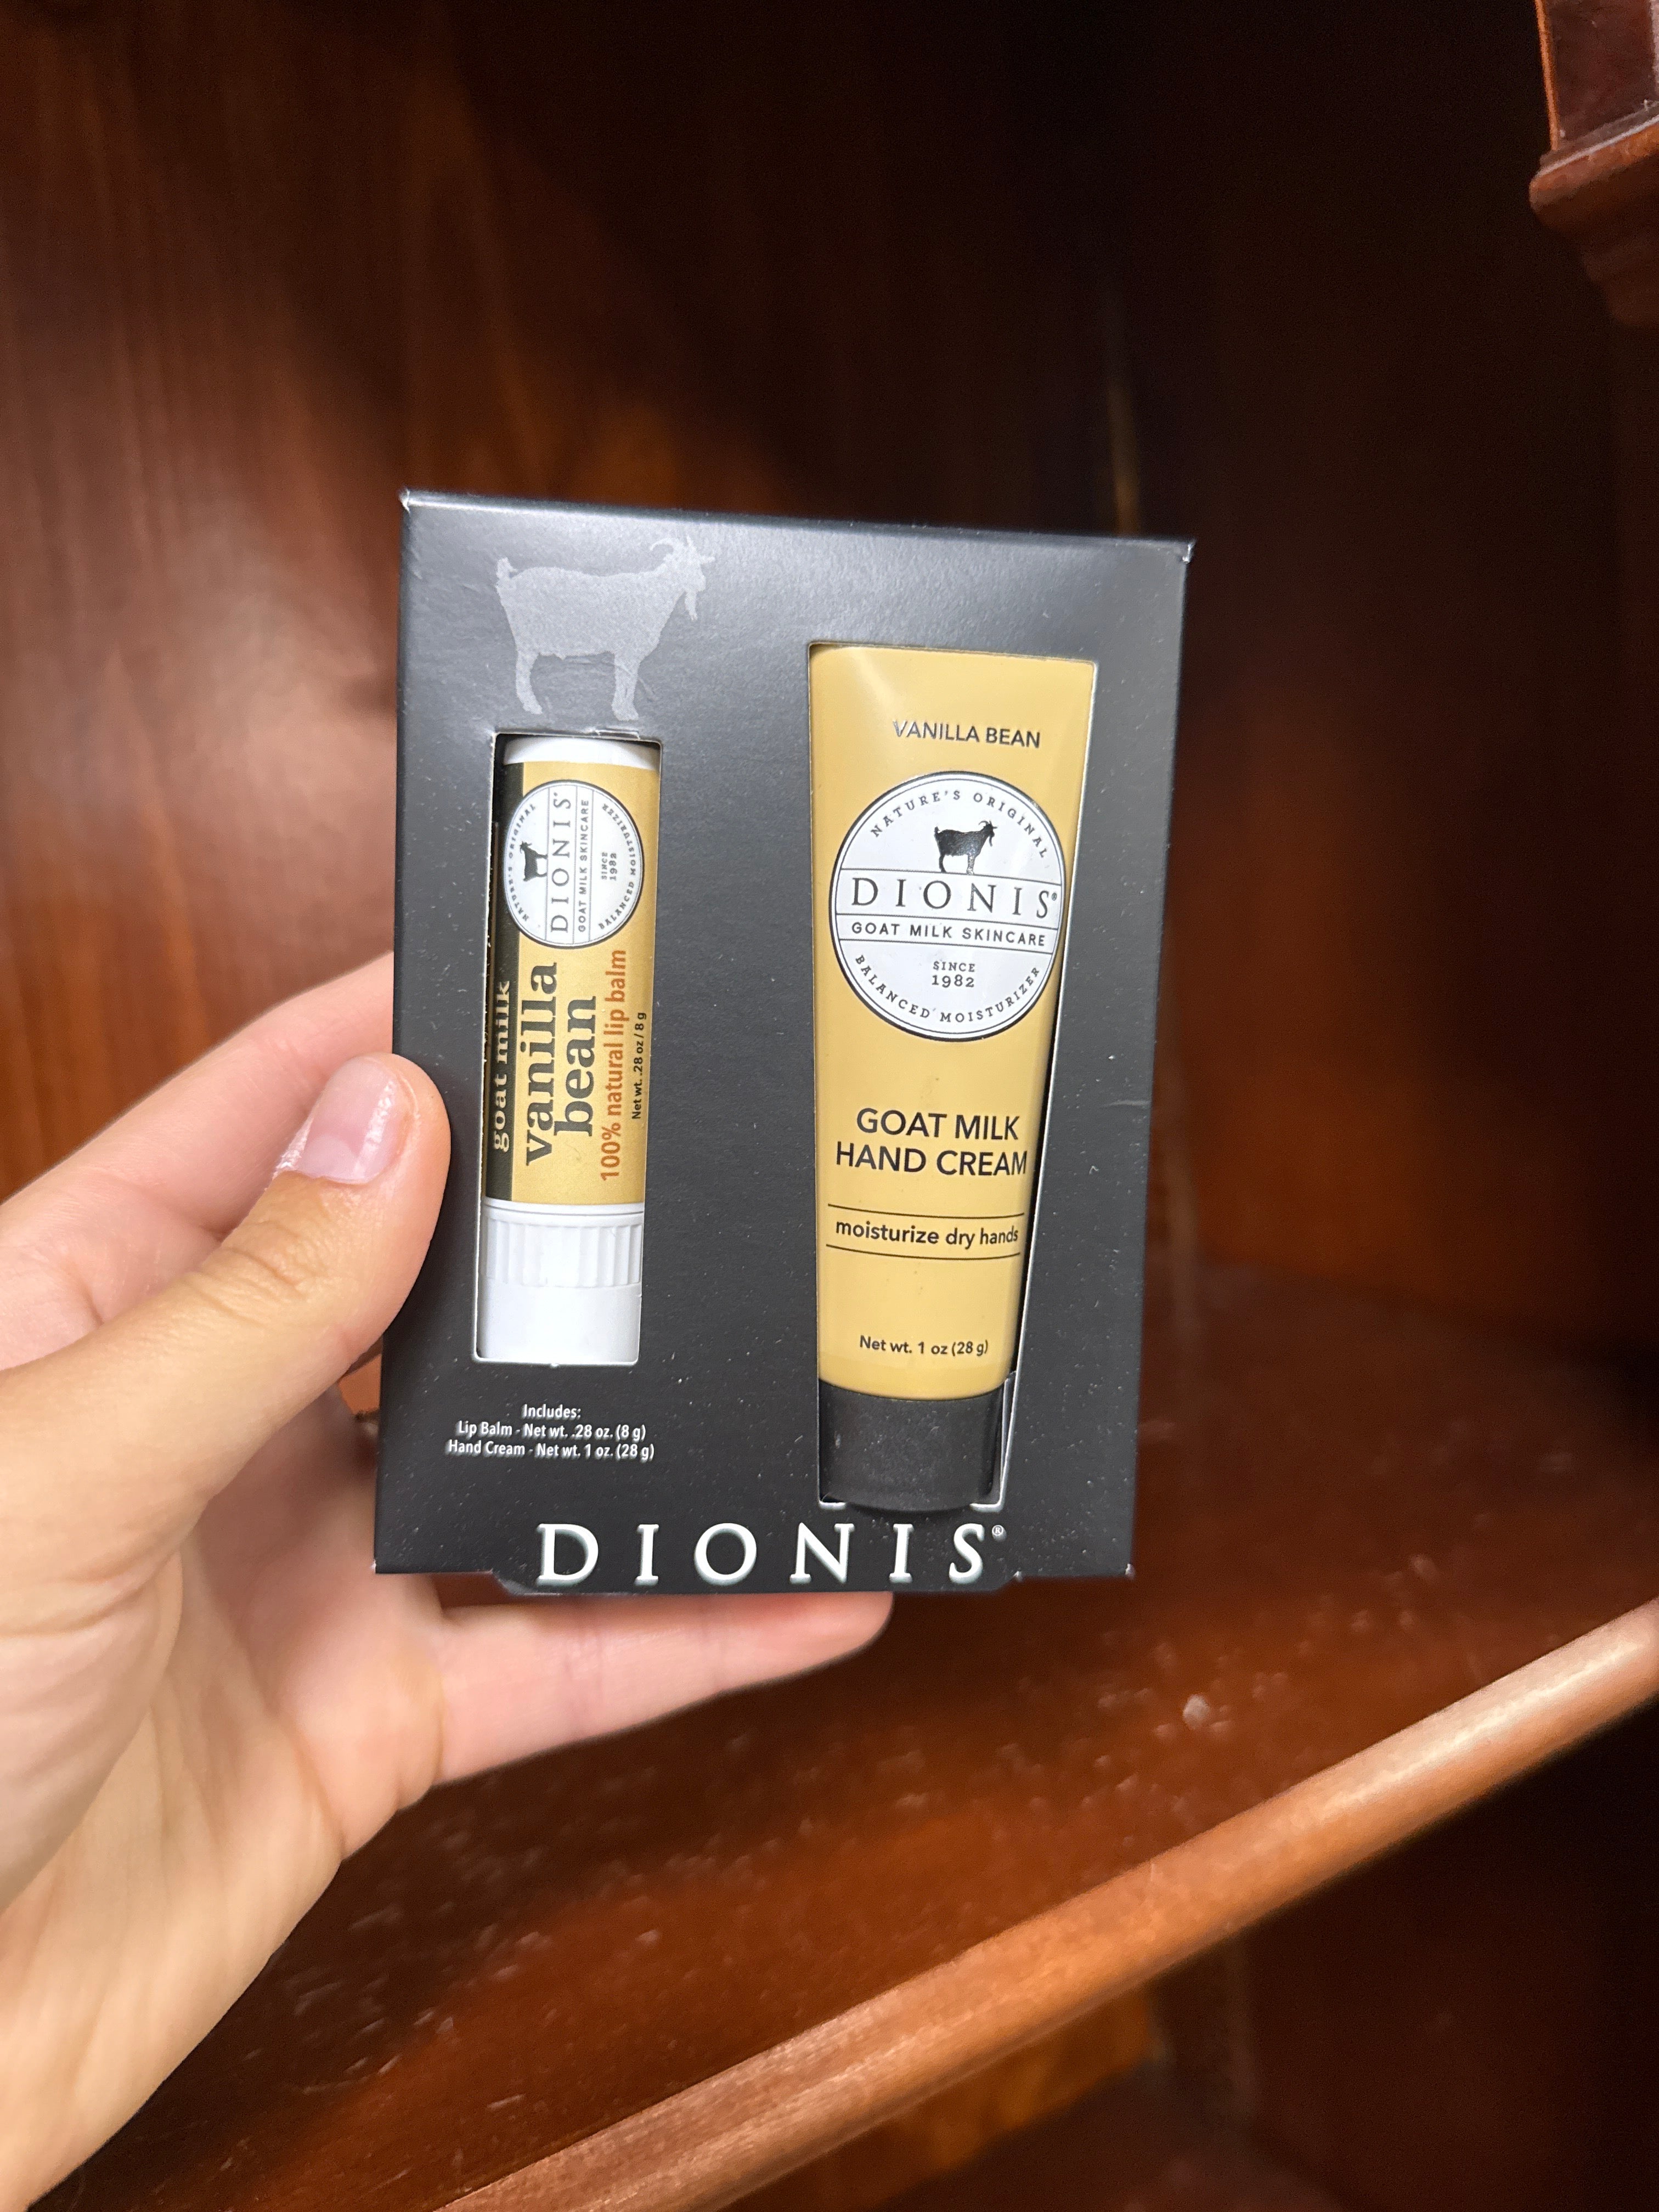 NATURE'S ORIGINAL
DIONIS®
GOAT MILK SKINCARE
SINCE
1982
BALANCED MOISTURIZER
goat milk
vanilla
bean
100% natural lip balm
Net wt. .28 oz / 8 g
VANILLA BEAN
NATURE'S ORIGINAL
DIONIS®
GOAT MILK SKINCARE
SINCE
1982
BALANCED MOISTURIZER
GOAT MILK
HAND CREAM
moisturize dry hands
Net wt. 1 oz (28 g)
Includes:
Lip Balm - Net wt. .28 oz. (8 g)
Hand Cream - Net wt. 1 oz. (28 g)
DIONIS®